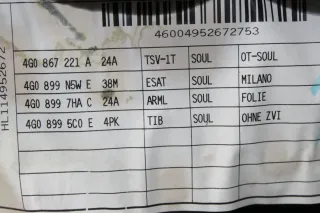 46004952672753
HL114952672
4G0 867 221 A 24A TSV-1T SOUL OT-SOUL
4G0 899 N5W E 38M ESAT SOUL MILANO
4G0 899 7HA C 24A ARML SOUL FOLIE
4G0 899 5C0 E 4PK TIB SOUL OHNE ZVI